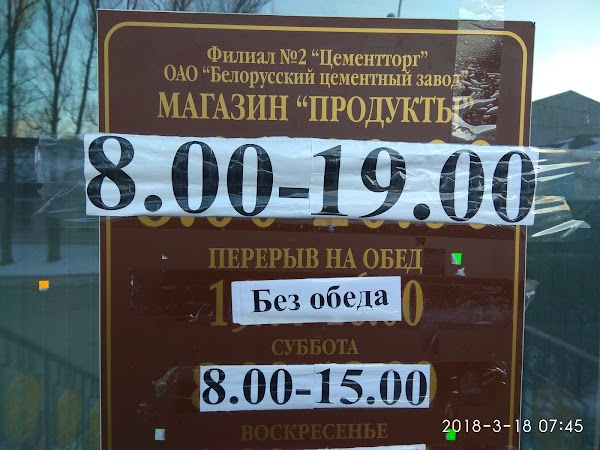 Филиал №2 “Цементторг”
ОАО “Белорусский цементный завод”
МАГАЗИН “ПРОДУКТЫ”
8.00-19.00
ПЕРЕРЫВ НА ОБЕД
Без обеда
СУББОТА
8.00-15.00
ВОСКРЕСЕНЬЕ
2018-3-18 07:45